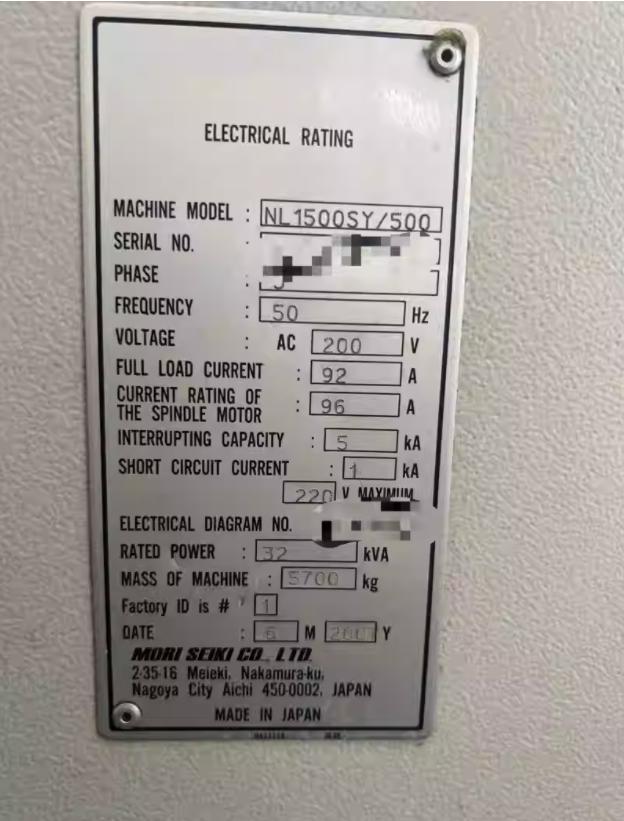 ELECTRICAL RATING
MACHINE MODEL : NL1500SY/500
SERIAL NO. :
PHASE :
FREQUENCY : 50 Hz
VOLTAGE : AC 200 V
FULL LOAD CURRENT : 92 A
CURRENT RATING OF
THE SPINDLE MOTOR : 96 A
INTERRUPTING CAPACITY : 5 kA
SHORT CIRCUIT CURRENT : 1 kA
220 V MAXIMUM
ELECTRICAL DIAGRAM NO.
RATED POWER : 32 kVA
MASS OF MACHINE : 5700 kg
Factory ID is # 1
DATE : 6 M Y
MORI SEIKI CO., LTD.
2-35-16 Meieki, Nakamura-ku,
Nagoya City Aichi 450-0002, JAPAN
MADE IN JAPAN